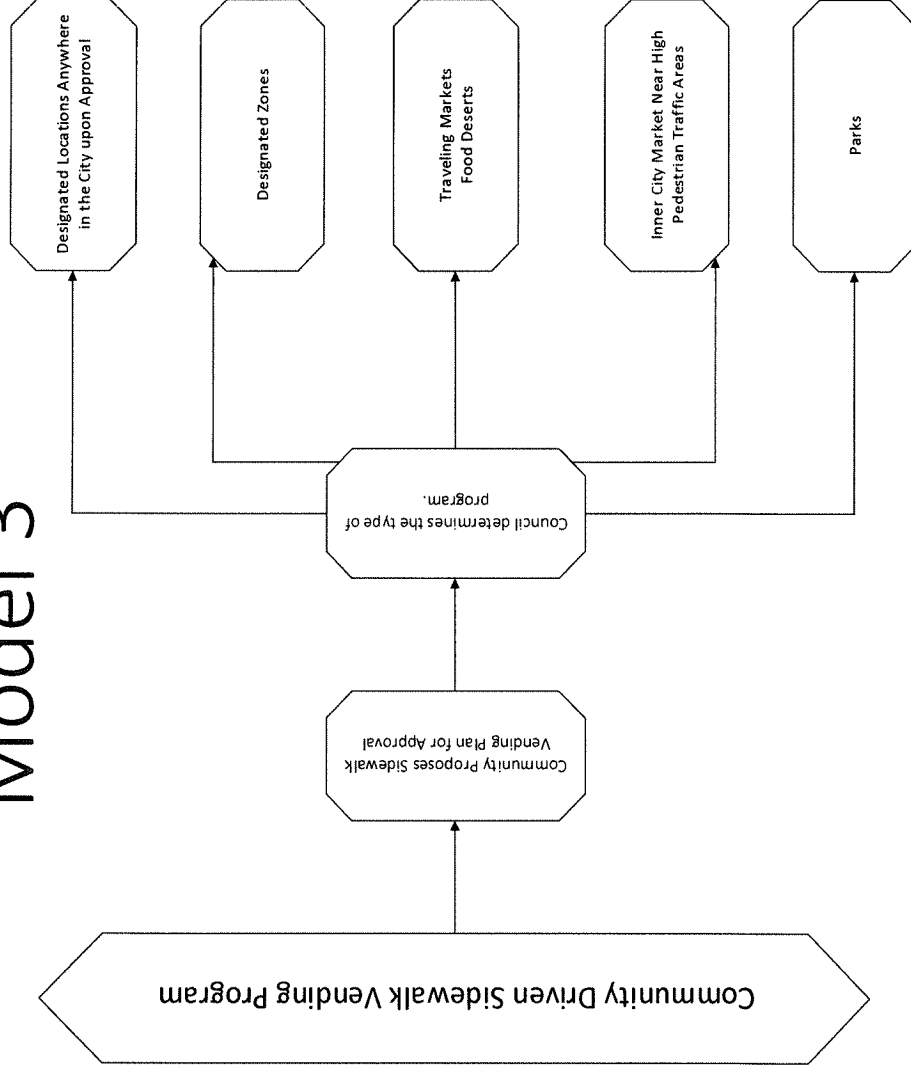 Model 3
Community Driven Sidewalk Vending Program
Community Proposes Sidewalk
Vending Plan for Approval
Council determines the type of
program.
Designated Locations Anywhere
in the City upon Approval
Designated Zones
Traveling Markets
Food Deserts
Inner City Market Near High
Pedestrian Traffic Areas
Parks